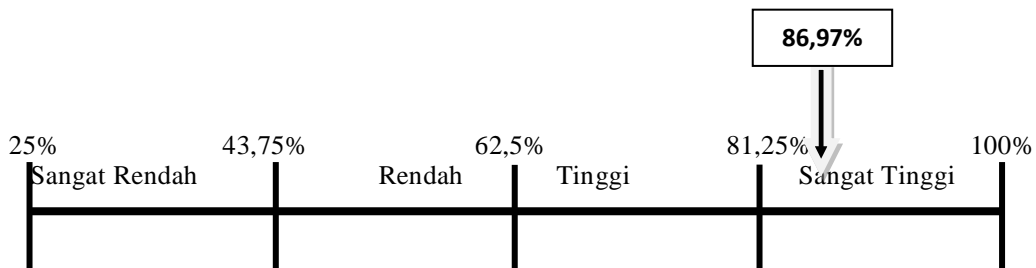 86,97%
25% 43,75% 62,5% 81,25% 100%
Sangat Rendah Rendah Tinggi Sangat Tinggi